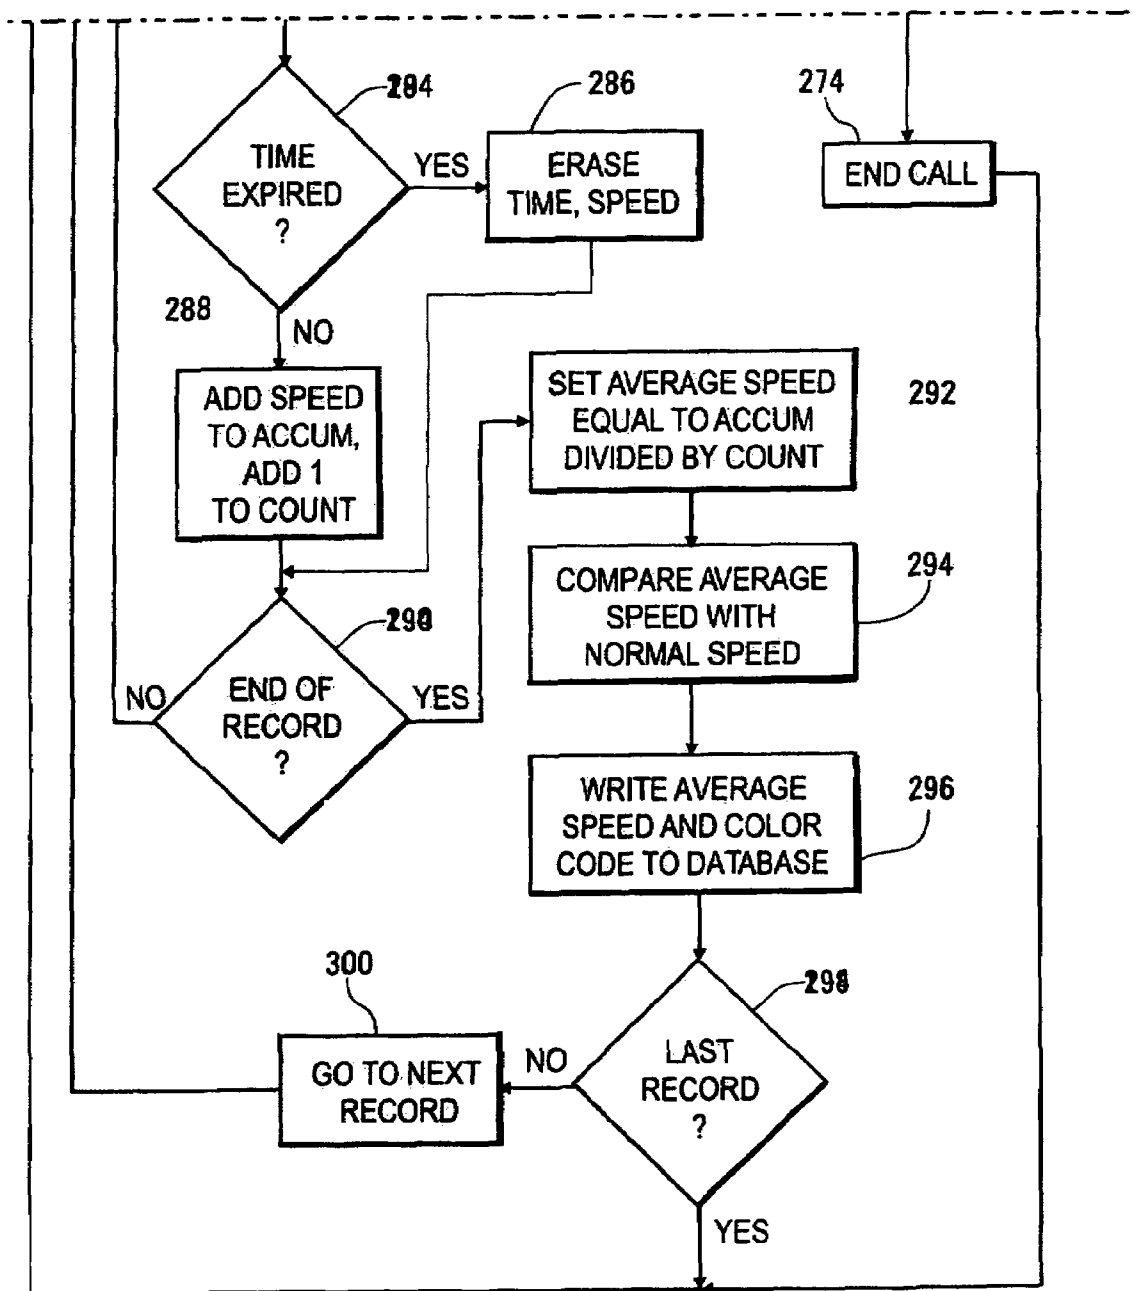 286
274
TIME
EXPIRED
?
YES
ERASE
TIME, SPEED
END CALL
288
NO
ADD SPEED
TO ACCUM,
ADD 1
TO COUNT
SET AVERAGE SPEED
EQUAL TO ACCUM
DIVIDED BY COUNT
292
COMPARE AVERAGE
SPEED WITH
NORMAL SPEED
294
END OF
RECORD
?
NO
YES
WRITE AVERAGE
SPEED AND COLOR
CODE TO DATABASE
296
300
GO TO NEXT
RECORD
NO
LAST
RECORD
?
YES